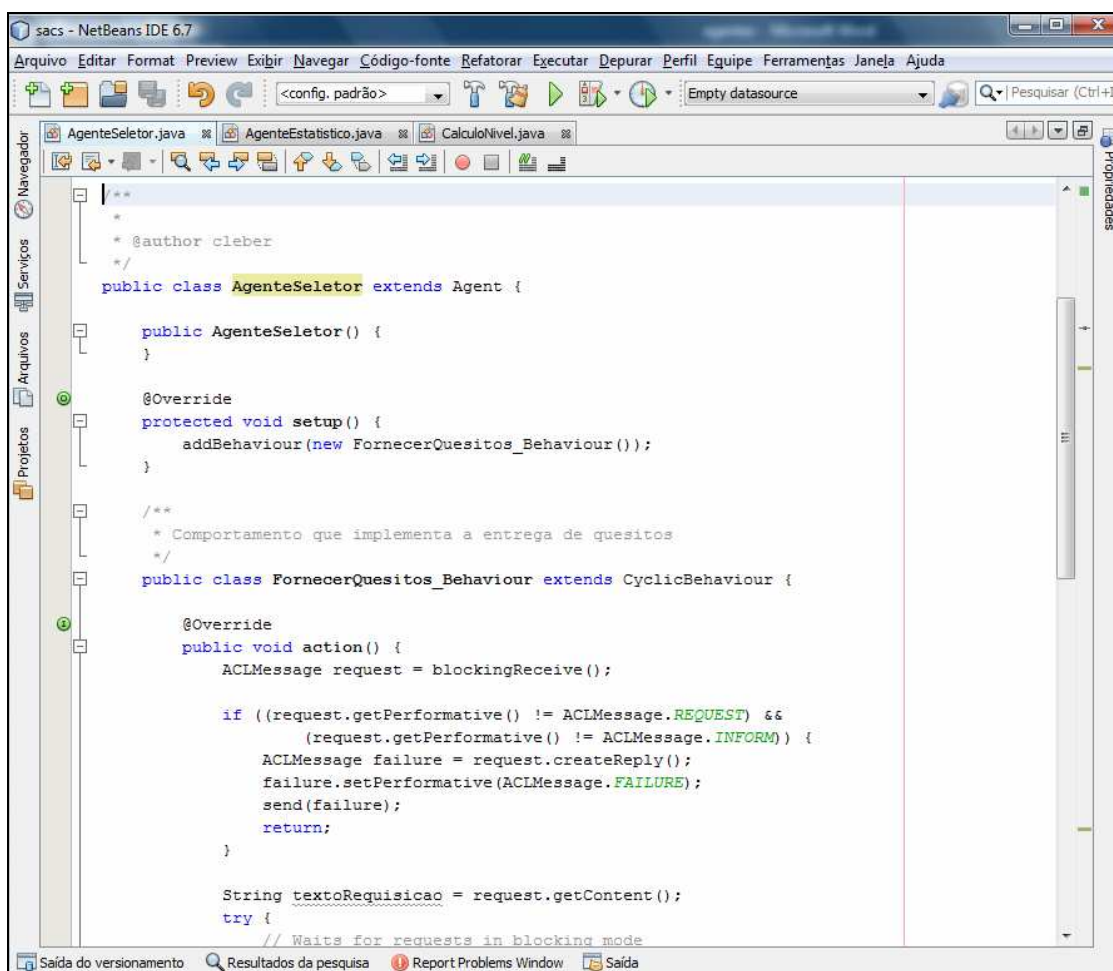 sacs - NetBeans IDE 6.7
Arquivo Editar Format Preview Exibir Navegar Código-fonte Refatorar Executar Depurar Perfil Equipe Ferramentas Janela Ajuda
<config. padrão> Empty datasource Pesquisar (Ctrl+I
AgenteSeletor.java AgenteEstatistico.java CalculoNivel.java
Navegador
Serviços
Arquivos
Projetos
Propriedades
/**
*
* @author cleber
*/
public class AgenteSeletor extends Agent {
public AgenteSeletor() {
}
@Override
protected void setup() {
addBehaviour(new FornecerQuesitos_Behaviour());
}
/**
* Comportamento que implementa a entrega de quesitos
*/
public class FornecerQuesitos_Behaviour extends CyclicBehaviour {
@Override
public void action() {
ACLMessage request = blockingReceive();
if ((request.getPerformative() != ACLMessage.REQUEST) &&
(request.getPerformative() != ACLMessage.INFORM)) {
ACLMessage failure = request.createReply();
failure.setPerformative(ACLMessage.FAILURE);
send(failure);
return;
}
String textoRequisicao = request.getContent();
try {
// Waits for requests in blocking mode
Saída do versionamento Resultados da pesquisa Report Problems Window Saída